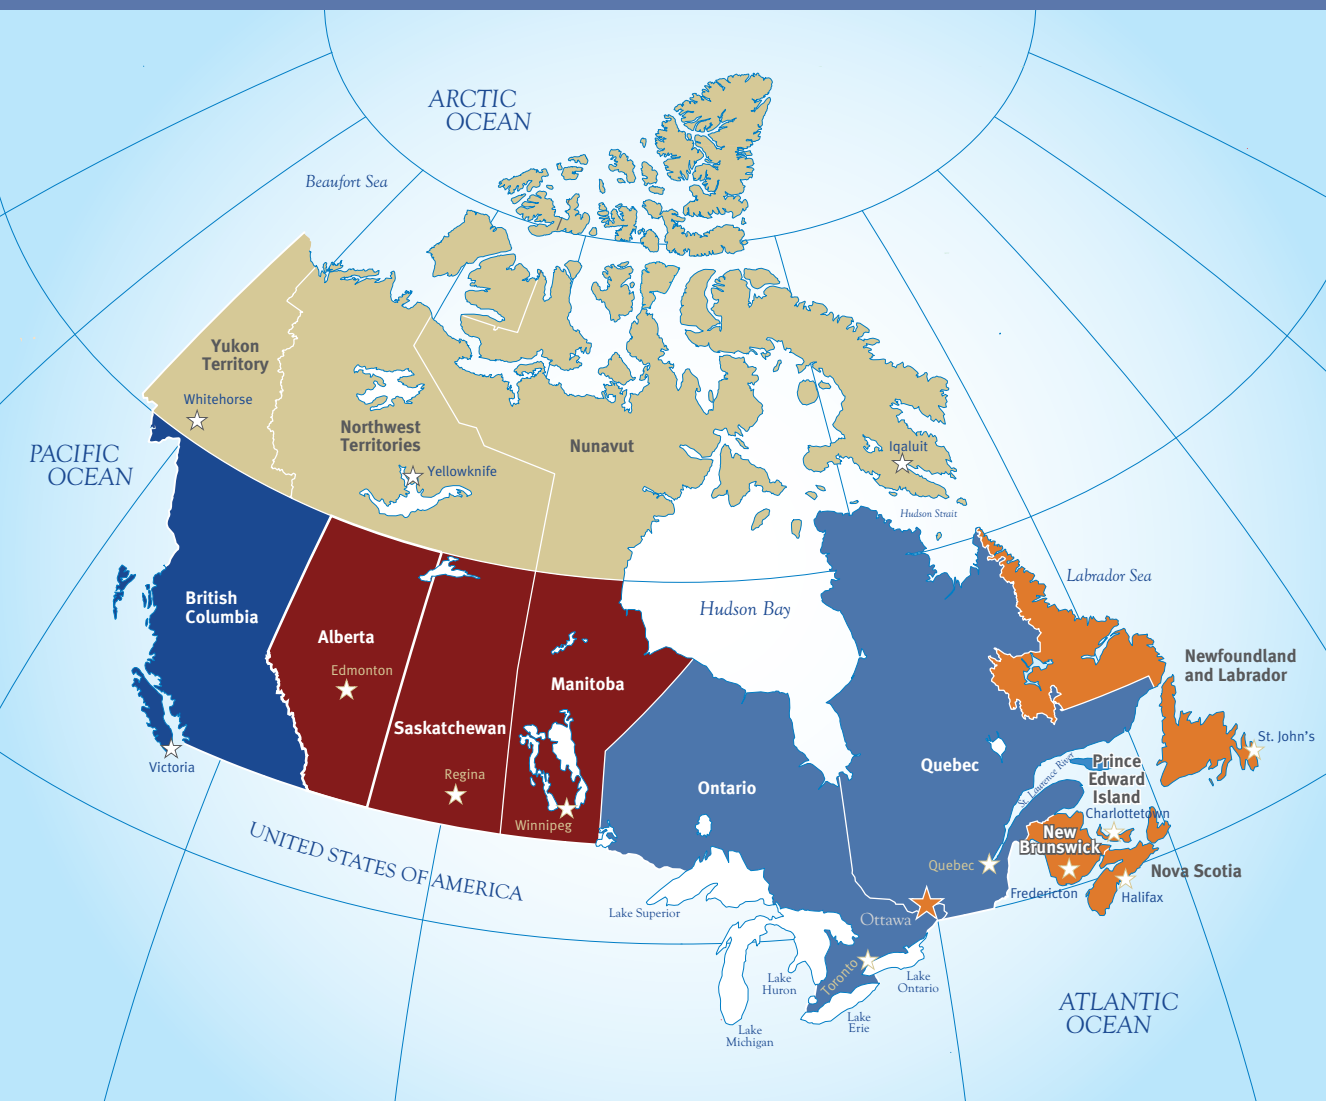 ARCTIC
OCEAN
Beaufort Sea
Yukon
Territory
Whitehorse
Northwest
Territories
Yellowknife
Nunavut
Iqaluit
Hudson Strait
PACIFIC
OCEAN
Labrador Sea
Hudson Bay
British
Columbia
Alberta
Edmonton
Manitoba
Saskatchewan
Newfoundland
and Labrador
St. John's
Victoria
Regina
Winnipeg
Ontario
Quebec
St. Lawrence River
Prince
Edward
Island
Charlottetown
New
Brunswick
Quebec
Nova Scotia
Fredericton
Halifax
UNITED STATES OF AMERICA
Lake Superior
Ottawa
Toronto
Lake
Huron
Lake
Ontario
Lake
Erie
Lake
Michigan
ATLANTIC
OCEAN